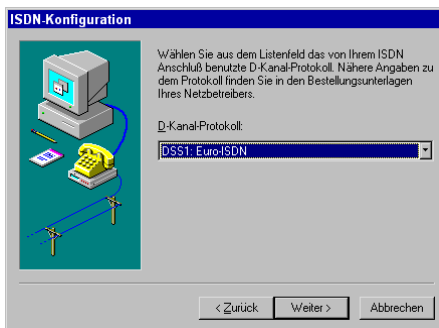 ISDN-Konfiguration
Wählen Sie aus dem Listenfeld das von Ihrem ISDN
Anschluß benutzte D-Kanal-Protokoll. Nähere Angaben zu
dem Protokoll finden Sie in den Bestellungsunterlagen
Ihres Netzbetreibers.
D-Kanal-Protokoll:
DSS1: Euro-ISDN
< Zurück
Weiter >
Abbrechen